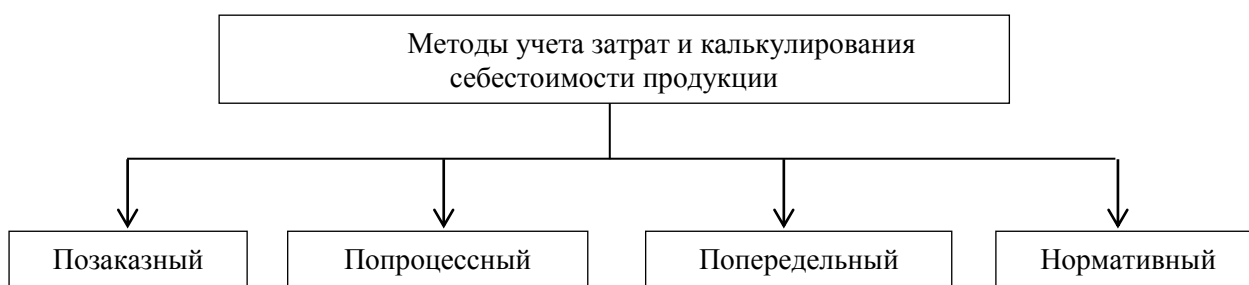 Методы учета затрат и калькулирования
себестоимости продукции
Позаказный
Попроцессный
Попередельный
Нормативный